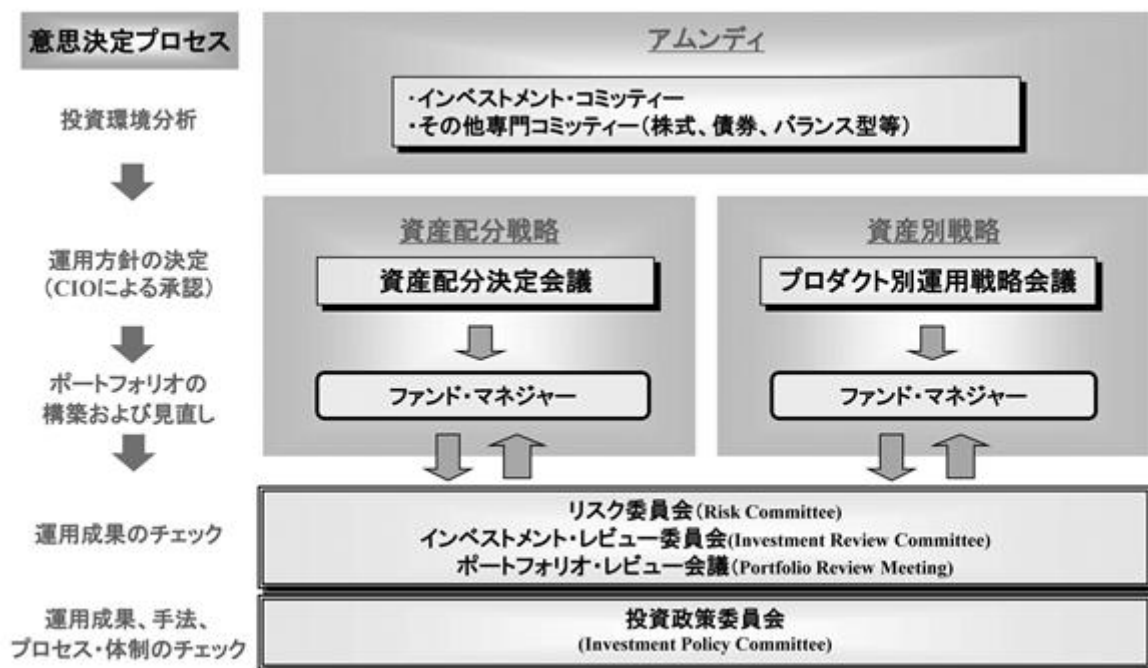 意思決定プロセス
アムンディ
投資環境分析
・インベストメント・コミッティー
・その他専門コミッティー（株式、債券、バランス型等）
資産配分戦略
資産別戦略
運用方針の決定
（CIOによる承認）
資産配分決定会議
プロダクト別運用戦略会議
ポートフォリオの
構築および見直し
ファンド・マネジャー
ファンド・マネジャー
運用成果のチェック
リスク委員会（Risk Committee）
インベストメント・レビュー委員会(Investment Review Committee)
ポートフォリオ・レビュー会議（Portfolio Review Meeting)
運用成果、手法、
プロセス・体制のチェック
投資政策委員会
(Investment Policy Committee)